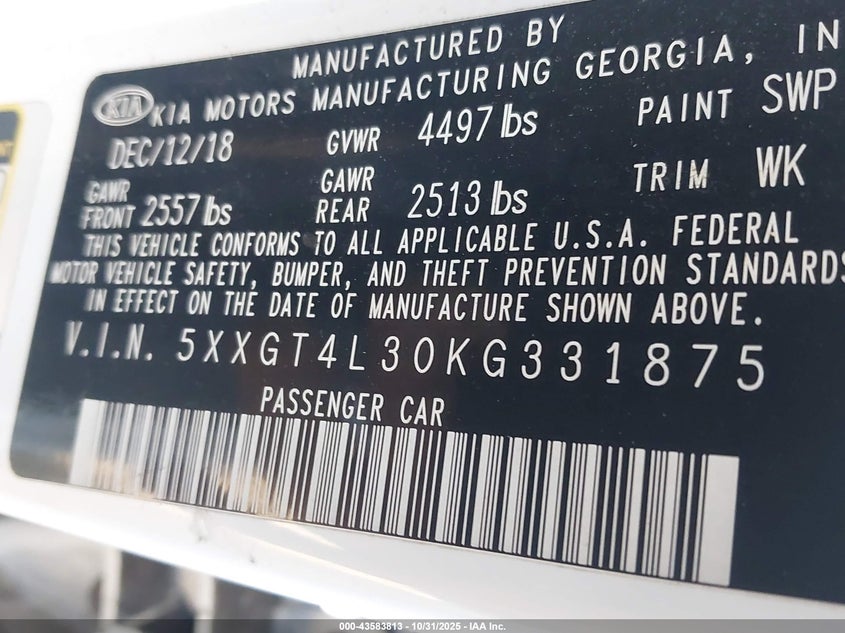 MANUFACTURED BY
KIA KIA MOTORS MANUFACTURING GEORGIA, IN
DEC/12/18 GVWR 4497 lbs PAINT SWP
GAWR FRONT 2557 lbs GAWR REAR 2513 lbs TRIM WK
THIS VEHICLE CONFORMS TO ALL APPLICABLE U.S.A. FEDERAL
MOTOR VEHICLE SAFETY, BUMPER, AND THEFT PREVENTION STANDARDS
IN EFFECT ON THE DATE OF MANUFACTURE SHOWN ABOVE.
V.I.N. 5XXGT4L30KG331875
PASSENGER CAR
000-43583813 - 10/31/2025 - IAA Inc.